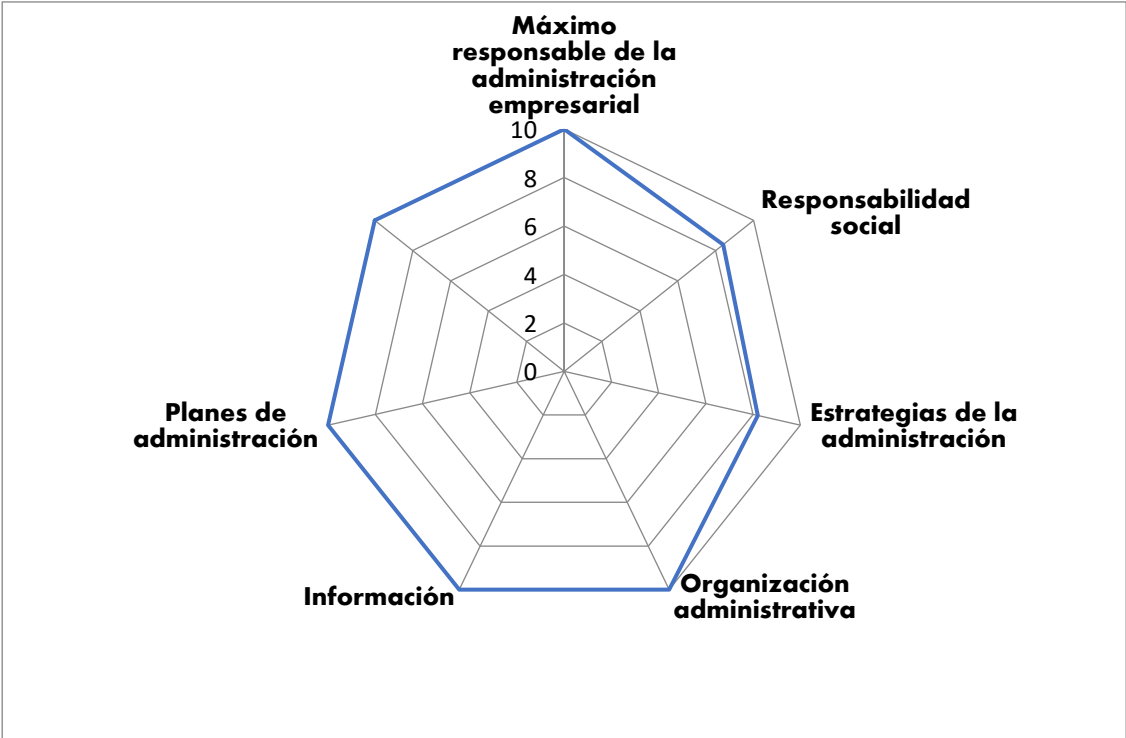 Máximo
responsable de la
administración
empresarial
10
8
6
4
2
0
Responsabilidad
social
Estrategias de la
administración
Organización
administrativa
Información
Planes de
administración